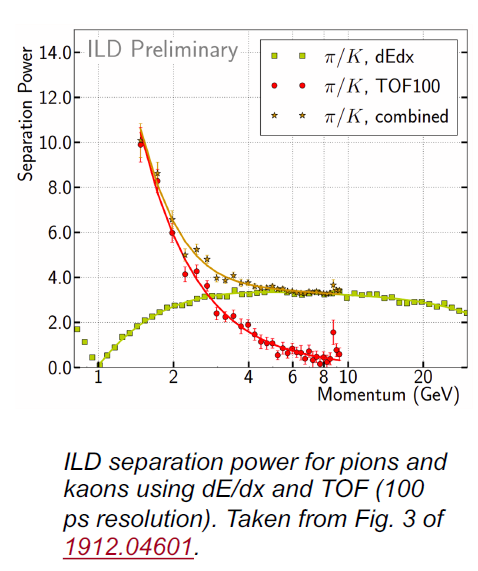 ILD Preliminary
π/K, dEdx
π/K, TOF100
π/K, combined
Separation Power
14.0
12.0
10.0
8.0
6.0
4.0
2.0
0.0
1 2 4 6 8 10 20
Momentum (GeV)
ILD separation power for pions and
kaons using dE/dx and TOF (100
ps resolution). Taken from Fig. 3 of
1912.04601.